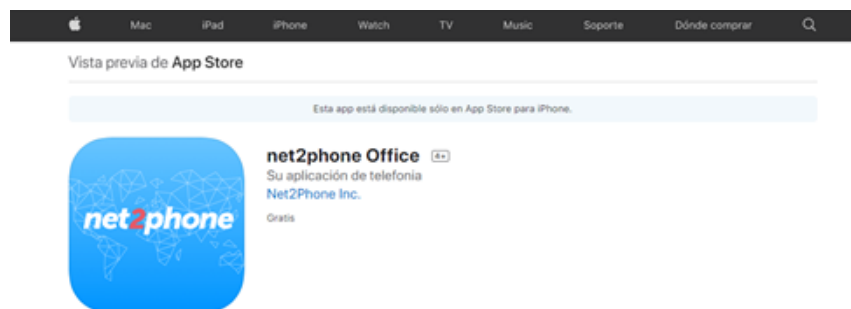 Mac iPad iPhone Watch TV Music Soporte Dónde comprar
Vista previa de App Store
Esta app está disponible sólo en App Store para iPhone.
net2phone Office 4+
Su aplicación de telefonia
Net2Phone Inc.
Gratis
net2phone